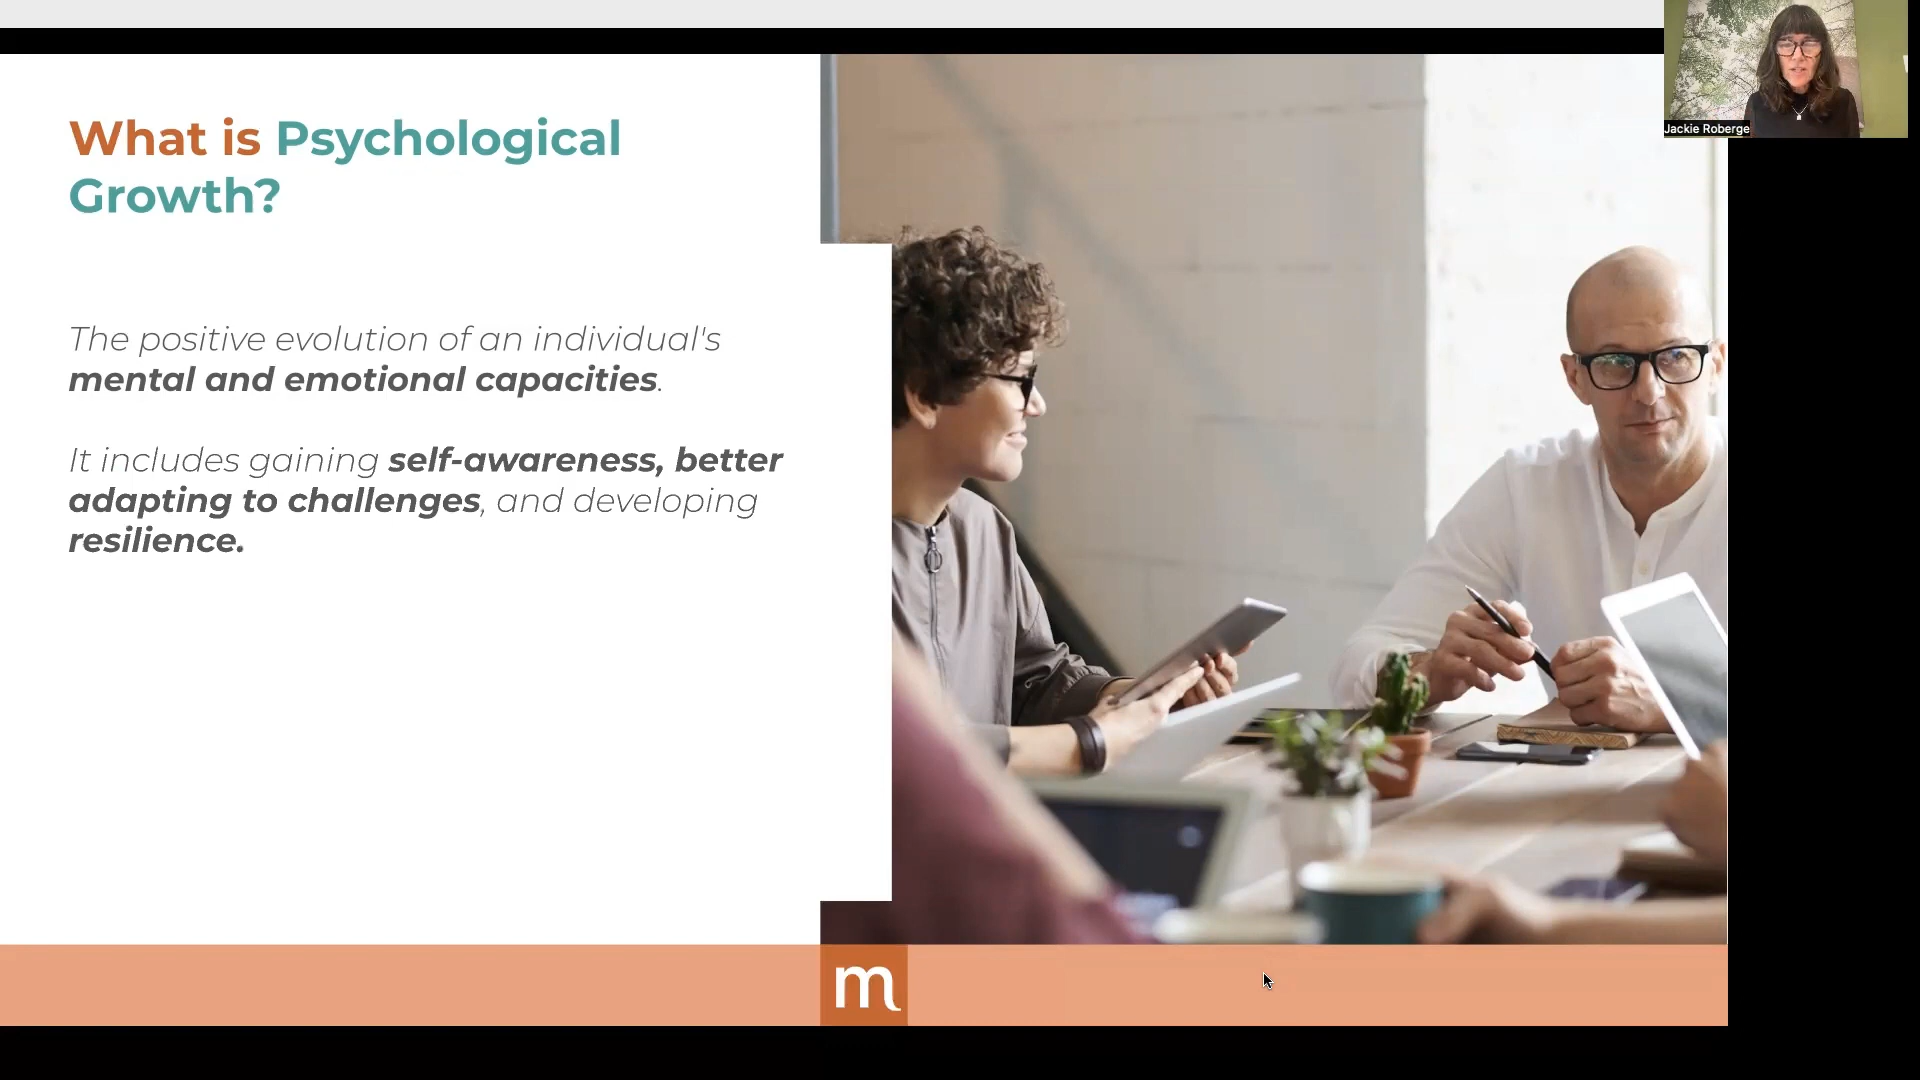 What is Psychological
Growth?
The positive evolution of an individual's
mental and emotional capacities.
It includes gaining self-awareness, better
adapting to challenges, and developing
resilience.
m
Jackie Roberge